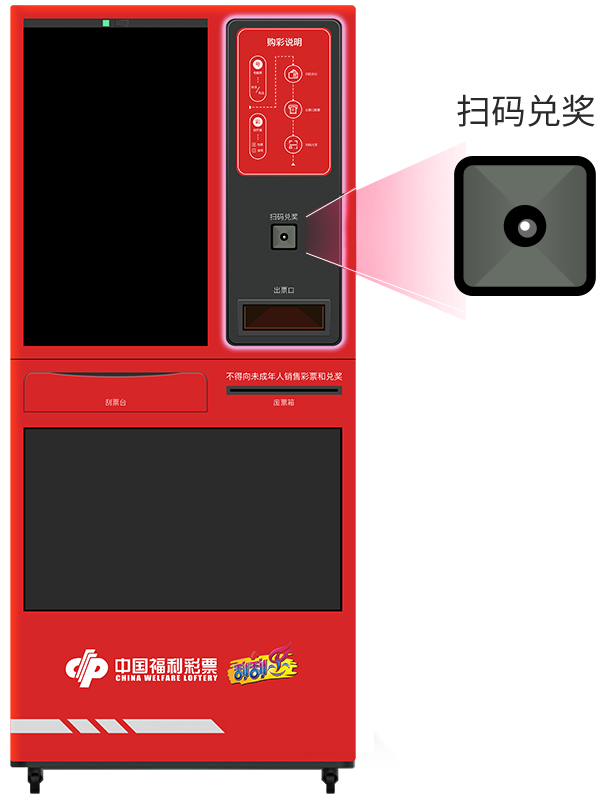 购彩说明
扫码兑奖
扫码兑奖
出票口
不得向未成年人销售彩票和兑奖
刮票台
废票箱
中国福利彩票
CHINA WELFARE LOTTERY
刮刮乐